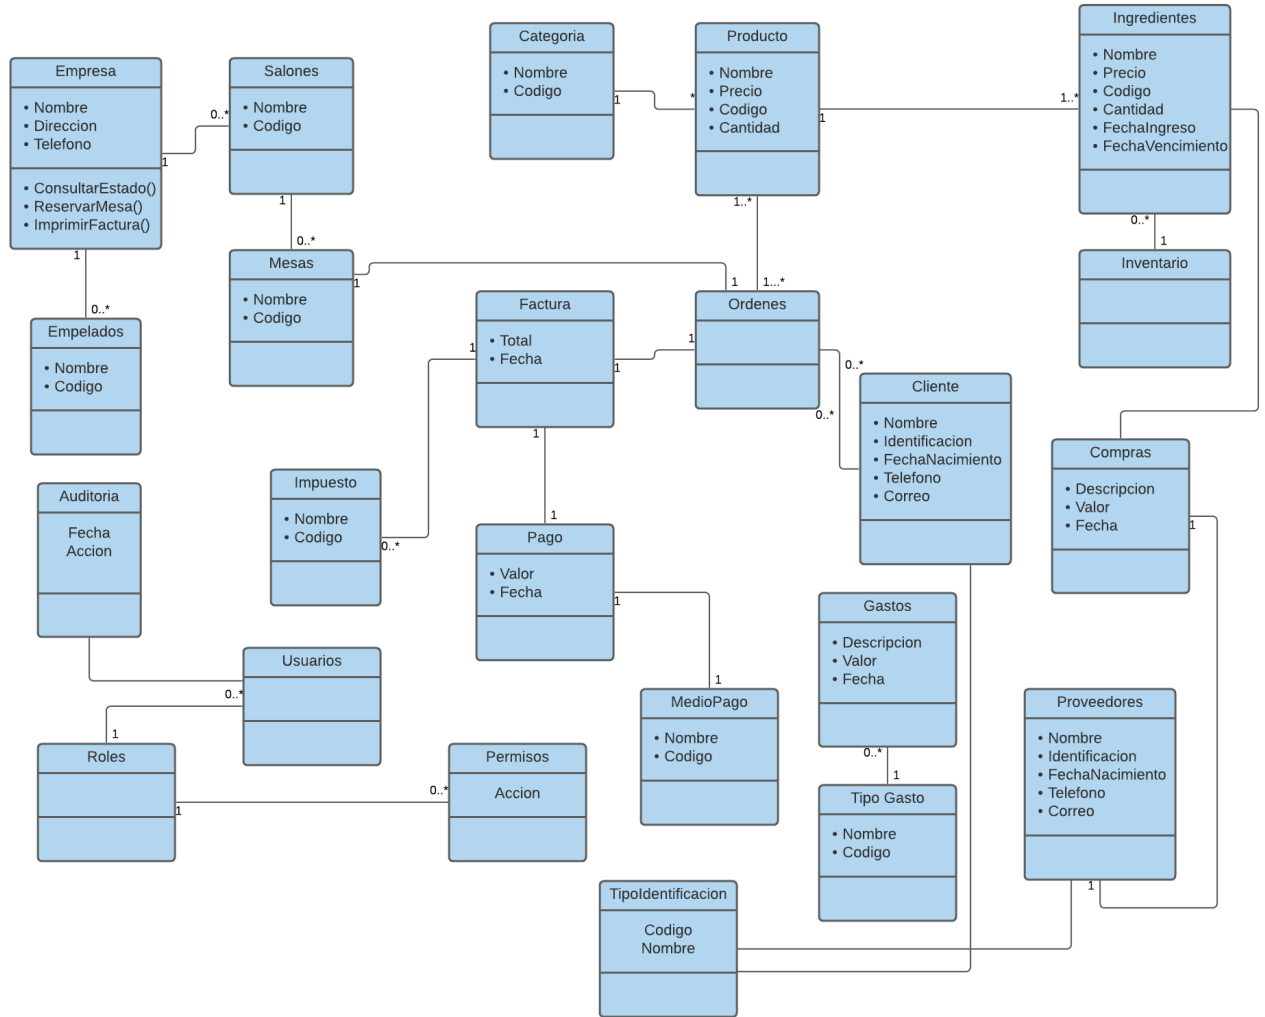 Empresa
• Nombre
• Direccion
• Telefono
• ConsultarEstado()
• ReservarMesa()
• ImprimirFactura()
1
0..*
1
0..*
Salones
• Nombre
• Codigo
1
0..*
Mesas
• Nombre
• Codigo
1
1
Empelados
• Nombre
• Codigo
Categoria
• Nombre
• Codigo
1
*
Producto
• Nombre
• Precio
• Codigo
• Cantidad
1
1..*
1..*
1...*
Ingredientes
• Nombre
• Precio
• Codigo
• Cantidad
• FechaIngreso
• FechaVencimiento
0..*
1
Inventario
Ordenes
1
1
0..*
0..*
Factura
• Total
• Fecha
1
0..*
1
1
Cliente
• Nombre
• Identificacion
• FechaNacimiento
• Telefono
• Correo
Impuesto
• Nombre
• Codigo
Pago
• Valor
• Fecha
1
1
MedioPago
• Nombre
• Codigo
Compras
• Descripcion
• Valor
• Fecha
1
1
Auditoria
Fecha
Accion
Usuarios
0..*
1
Roles
1
0..*
Permisos
Accion
Gastos
• Descripcion
• Valor
• Fecha
0..*
1
Tipo Gasto
• Nombre
• Codigo
Proveedores
• Nombre
• Identificacion
• FechaNacimiento
• Telefono
• Correo
TipoIdentificacion
Codigo
Nombre